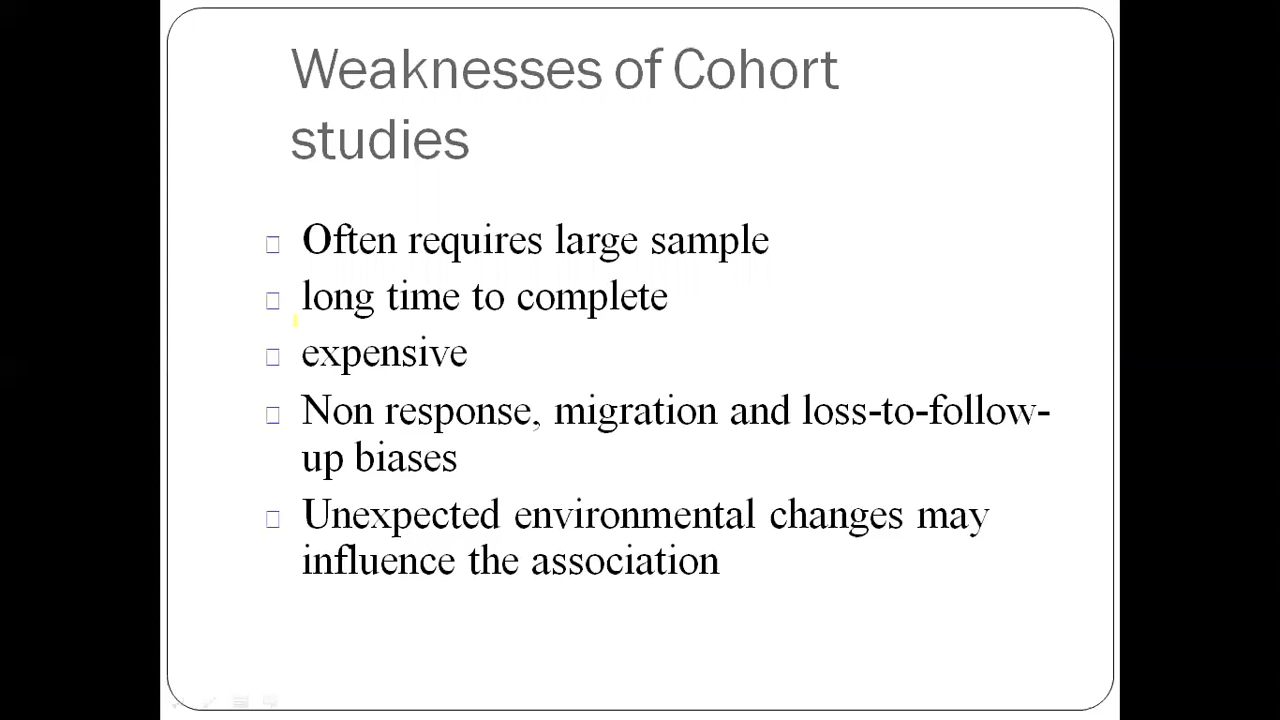 Weaknesses of Cohort
studies
Often requires large sample
long time to complete
expensive
Non response, migration and loss-to-follow-
up biases
Unexpected environmental changes may
influence the association